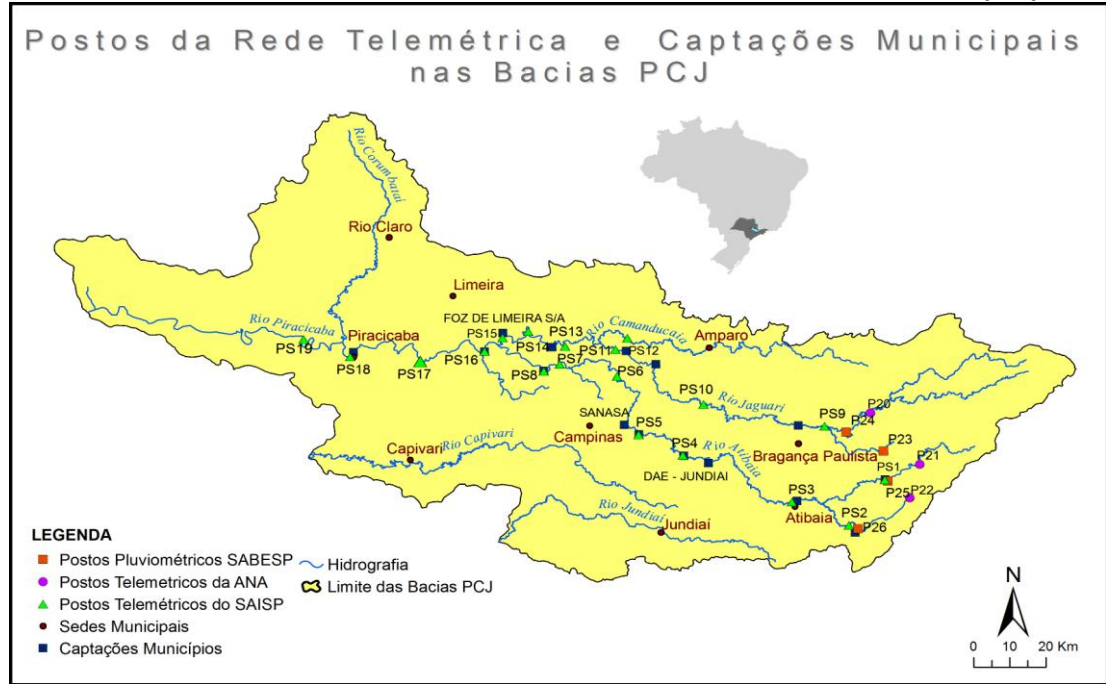 Postos da Rede Telemétrica e Captações Municipais
nas Bacias PCJ
Rio Corumbataí
Rio Claro
Limeira
FOZ DE LIMEIRA S/A
Rio Piracicaba
Piracicaba
PS15
PS13
Rio Camanducaia
Amparo
PS19
PS18
PS17
PS16
PS14
PS11
PS12
PS7
PS8
PS6
PS10
Rio Jaguari
P20
PS9
P24
SANASA
PS5
Campinas
Capivari
Rio Capivari
PS4
Rio Atibaia
Bragança Paulista
P23
DAE - JUNDIAI
PS1
P21
P25
P22
PS3
Atibaia
PS2
P26
Rio Jundiaí
Jundiaí
LEGENDA
Postos Pluviométricos SABESP
Postos Telemetricos da ANA
Postos Telemétricos do SAISP
Sedes Municipais
Captações Municípios
Hidrografia
Limite das Bacias PCJ
N
0 10 20 Km